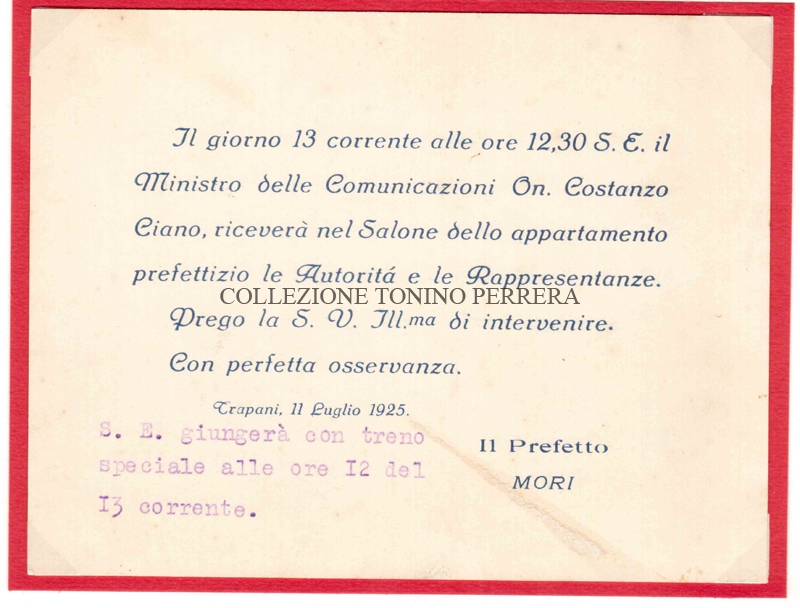 Il giorno 13 corrente alle ore 12,30 S. E. il
Ministro delle Comunicazioni On. Costanzo
Ciano, riceverà nel Salone dello appartamento
prefettizio le Autoritá e le Rappresentanze.
COLLEZIONE TONINO PERRERA
Prego la S. V. Ill.ma di intervenire.
Con perfetta osservanza.
Trapani, 11 Luglio 1925.
S. E. giungerà con treno
speciale alle ore I2 del
I3 corrente.
Il Prefetto
MORI